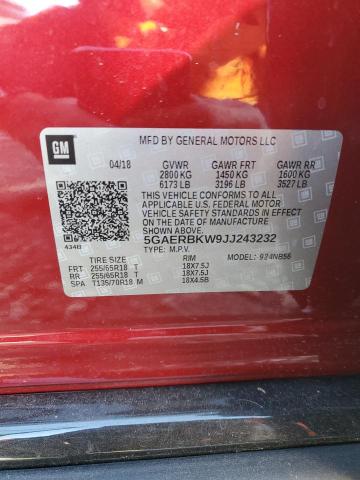 GM
MFD BY GENERAL MOTORS LLC
04/18 GVWR GAWR FRT GAWR RR
2800 KG 1450 KG 1600 KG
6173 LB 3196 LB 3527 LB
THIS VEHICLE CONFORMS TO ALL APPLICABLE
U.S. FEDERAL MOTOR VEHICLE
SAFETY STANDARDS IN EFFECT ON THE
DATE OF MANUFACTURE SHOWN ABOVE.
5GAERBKW9JJ243232
434B TYPE: M.P.V.
TIRE SIZE RIM MODEL: 924NB56
FRT 255/65R18 T 18X7.5J
RR 255/65R18 T 18X7.5J
SPA T135/70R18 M 18X4.5B